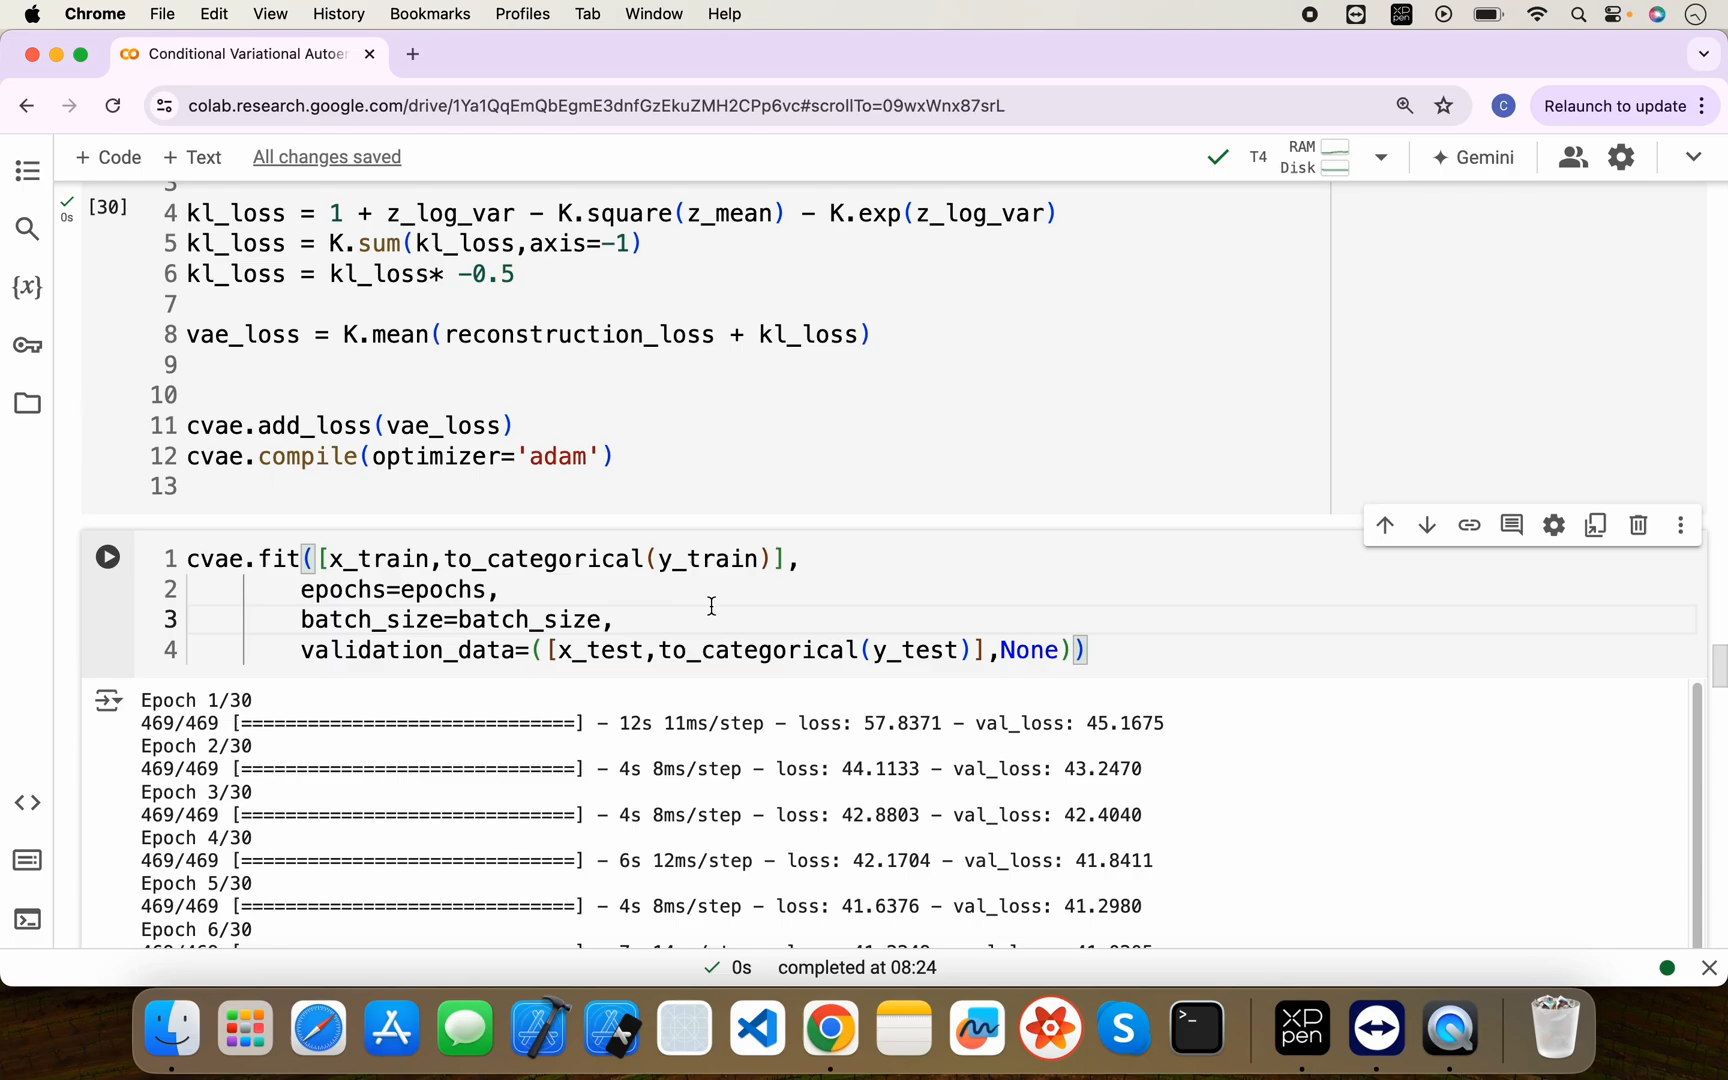 Chrome File Edit View History Bookmarks Profiles Tab Window Help
Conditional Variational Autoer
colab.research.google.com/drive/1Ya1QqEmQbEgmE3dnfGzEkuZMH2CPp6vc#scrollTo=09wxWnx87srL
C
Relaunch to update
+ Code + Text All changes saved
T4 RAM Disk
Gemini
3
[30]
0s
4 kl_loss = 1 + z_log_var - K.square(z_mean) - K.exp(z_log_var)
5 kl_loss = K.sum(kl_loss,axis=-1)
6 kl_loss = kl_loss* -0.5
7
8 vae_loss = K.mean(reconstruction_loss + kl_loss)
9
10
11 cvae.add_loss(vae_loss)
12 cvae.compile(optimizer='adam')
13
1 cvae.fit([x_train,to_categorical(y_train)],
2 epochs=epochs,
3 batch_size=batch_size,
4 validation_data=([x_test,to_categorical(y_test)],None))
Epoch 1/30
469/469 [==============================] - 12s 11ms/step - loss: 57.8371 - val_loss: 45.1675
Epoch 2/30
469/469 [==============================] - 4s 8ms/step - loss: 44.1133 - val_loss: 43.2470
Epoch 3/30
469/469 [==============================] - 4s 8ms/step - loss: 42.8803 - val_loss: 42.4040
Epoch 4/30
469/469 [==============================] - 6s 12ms/step - loss: 42.1704 - val_loss: 41.8411
Epoch 5/30
469/469 [==============================] - 4s 8ms/step - loss: 41.6376 - val_loss: 41.2980
Epoch 6/30
0s completed at 08:24
XP
pen